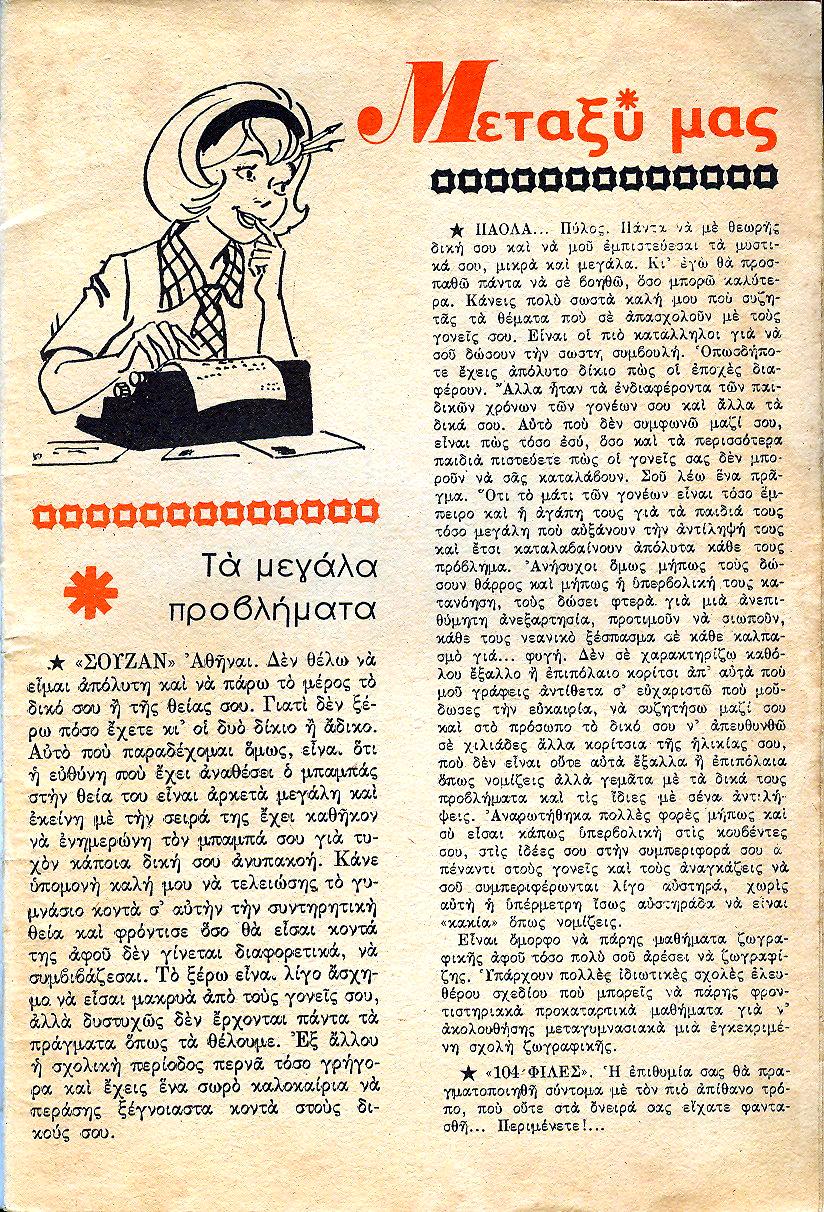 Μεταξὺ μας
Τὰ μεγάλα
προβλήματα
★ «ΣΟΥΖΑΝ» Ἀθῆναι. Δὲν θέλω νὰ
εἶμαι ἀπόλυτη καὶ νὰ πάρω τὸ μέρος τὸ
δικό σου ἢ τῆς θείας σου. Γιατὶ δὲν ξέ-
ρω πόσο ἔχετε κι' οἱ δυὸ δίκιο ἢ ἄδικο.
Αὐτὸ ποὺ παραδέχομαι ὅμως, εἶναι ὅτι
ἡ εὐθύνη ποὺ ἔχει ἀναθέσει ὁ μπαμπάς
στὴν θεία του εἶναι ἀρκετὰ μεγάλη καὶ
ἐκείνη μὲ τὴν σειρά της ἔχει καθῆκον
νὰ ἐνημερώνη τὸν μπαμπά σου γιὰ τυ-
χὸν κάποια δική σου ἀνυπακοή. Κάνε
ὑπομονὴ καλή μου νὰ τελειώσης τὸ γυ-
μνάσιο κοντὰ σ' αὐτὴν τὴν συντηρητικὴ
θεία καὶ φρόντισε ὅσο θὰ εἶσαι κοντά
της ἀφοῦ δὲν γίνεται διαφορετικά, νὰ
συμβιβάζεσαι. Τὸ ξέρω εἶναι λίγο ἄσχη-
μο νὰ εἶσαι μακρυὰ ἀπὸ τοὺς γονεῖς σου,
ἀλλὰ δυστυχῶς δὲν ἔρχονται πάντα τὰ
πράγματα ὅπως τὰ θέλουμε. Ἐξ ἄλλου
ἡ σχολικὴ περίοδος περνᾶ τόσο γρήγο-
ρα καὶ ἔχεις ἕνα σωρὸ καλοκαίρια νὰ
περάσης ξέγνοιαστα κοντὰ στοὺς δι-
κούς σου.
★ ΠΑΟΛΑ... Πύλος. Πάντα νὰ μὲ θεωρῆς
δική σου καὶ νὰ μοῦ ἐμπιστεύεσαι τὰ μυστι-
κά σου, μικρὰ καὶ μεγάλα. Κι' ἐγὼ θὰ προσ-
παθῶ πάντα νὰ σὲ βοηθῶ, ὅσο μπορῶ καλύτε-
ρα. Κάνεις πολὺ σωστὰ καλή μου ποὺ συζη-
τᾶς τὰ θέματα ποὺ σὲ ἀπασχολοῦν μὲ τοὺς
γονεῖς σου. Εἶναι οἱ πιὸ κατάλληλοι γιὰ νὰ
σοῦ δώσουν τὴν σωστὴ συμβουλή. Ὁπωσδήπο-
τε ἔχεις ἀπόλυτο δίκιο πὼς οἱ ἐποχὲς δια-
φέρουν. Ἄλλα ἦταν τὰ ἐνδιαφέροντα τῶν παι-
δικῶν χρόνων τῶν γονέων σου καὶ ἄλλα τὰ
δικά σου. Αὐτὸ ποὺ δὲν συμφωνῶ μαζί σου,
εἶναι πὼς τόσο ἐσύ, ὅσο καὶ τὰ περισσότερα
παιδιὰ πιστεύετε πὼς οἱ γονεῖς σας δὲν μπο-
ροῦν νὰ σᾶς καταλάβουν. Σοῦ λέω ἕνα πρᾶ-
γμα. Ὅτι τὸ μάτι τῶν γονέων εἶναι τόσο ἔμ-
πειρο καὶ ἡ ἀγάπη τους γιὰ τὰ παιδιά τους
τόσο μεγάλη ποὺ αὐξάνουν τὴν ἀντίληψή τους
καὶ ἔτσι καταλαβαίνουν ἀπόλυτα κάθε τους
πρόβλημα. Ἀνήσυχοι ὅμως μήπως τοὺς δώ-
σουν θάρρος καὶ μήπως ἡ ὑπερβολική τους κα-
τανόηση, τοὺς δώσει φτερὰ γιὰ μιὰ ἀνεπι-
θύμητη ἀνεξαρτησία, προτιμοῦν νὰ σιωποῦν,
κάθε τους νεανικὸ ξέσπασμα σὲ κάθε καλπα-
σμὸ γιὰ... φυγή. Δὲν σὲ χαρακτηρίζω καθό-
λου ἔξαλλο ἢ ἐπιπόλαιο κορίτσι ἀπ' αὐτὰ ποὺ
μοῦ γράφεις ἀντίθετα σ' εὐχαριστῶ ποὺ μοῦ-
δωσες τὴν εὐκαιρία, νὰ συζητήσω μαζί σου
καὶ στὸ πρόσωπο τὸ δικό σου ν' ἀπευθυνθῶ
σὲ χιλιάδες ἄλλα κορίτσια τῆς ἡλικίας σου,
ποὺ δὲν εἶναι οὔτε αὐτὰ ἔξαλλα ἢ ἐπιπόλαια
ὅπως νομίζεις ἀλλὰ γεμᾶτα μὲ τὰ δικά τους
προβλήματα καὶ τὶς ἴδιες μὲ σένα ἀντιλή-
ψεις. Ἀναρωτήθηκα πολλὲς φορὲς μήπως καὶ
σὺ εἶσαι κάπως ὑπερβολικὴ στὶς κουβέντες
σου, στὶς ἰδέες σου στὴν συμπεριφορά σου α
πέναντι στοὺς γονεῖς καὶ τοὺς ἀναγκάζεις νὰ
σοῦ συμπεριφέρωνται λίγο αὐστηρά, χωρὶς
αὐτὴ ἡ ὑπέρμετρη ἴσως αὐστηράδα νὰ εἶναι
«κακία» ὅπως νομίζεις.
Εἶναι ὄμορφο νὰ πάρης μαθήματα ζωγρα-
φικῆς ἀφοῦ τόσο πολὺ σοῦ ἀρέσει νὰ ζωγραφί-
ζης. Ὑπάρχουν πολλὲς ἰδιωτικὲς σχολὲς ἐλευ-
θέρου σχεδίου ποὺ μπορεῖς νὰ πάρης φρον-
τιστηριακὰ προκαταρτικὰ μαθήματα γιὰ ν'
ἀκολουθήσης μεταγυμνασιακὰ μιὰ ἐγκεκριμέ-
νη σχολὴ ζωγραφικῆς.
★ «104 ΦΙΛΕΣ». Ἡ ἐπιθυμία σας θὰ πρα-
γματοποιηθῆ σύντομα μὲ τὸν πιὸ ἀπίθανο τρό-
πο, ποὺ οὔτε στὰ ὄνειρά σας εἴχατε φαντα-
σθῆ... Περιμένετε!...